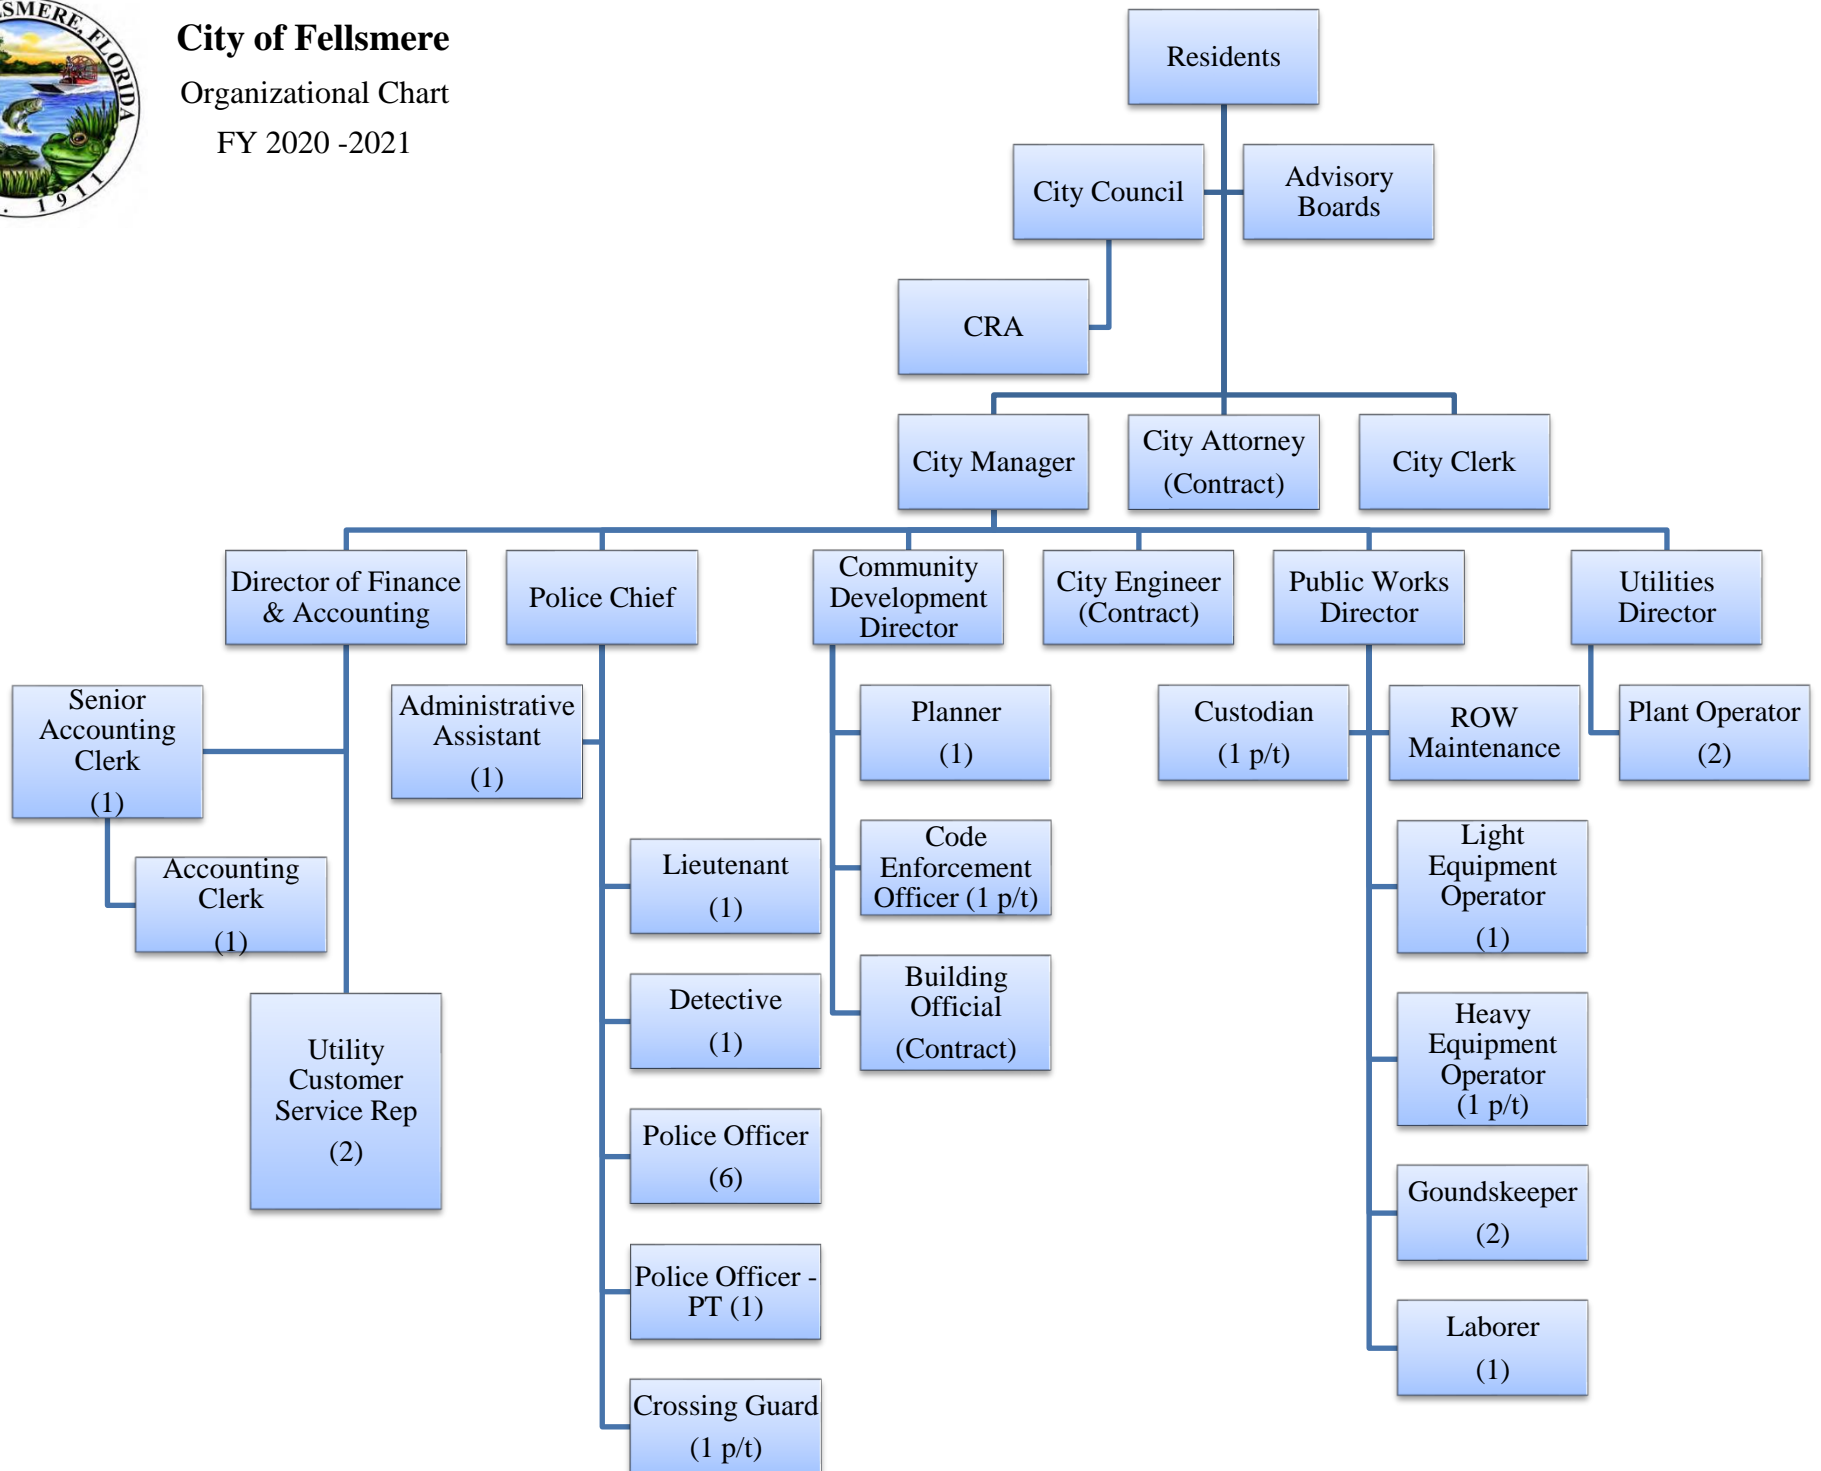 SMERE, FLORIDA
. 1911
City of Fellsmere
Organizational Chart
FY 2020 -2021
Residents
City Council
Advisory
Boards
CRA
City Manager
City Attorney
(Contract)
City Clerk
Director of Finance
& Accounting
Police Chief
Community
Development
Director
City Engineer
(Contract)
Public Works
Director
Utilities
Director
Senior
Accounting
Clerk
(1)
Accounting
Clerk
(1)
Utility
Customer
Service Rep
(2)
Administrative
Assistant
(1)
Lieutenant
(1)
Detective
(1)
Police Officer
(6)
Police Officer -
PT (1)
Crossing Guard
(1 p/t)
Planner
(1)
Code
Enforcement
Officer (1 p/t)
Building
Official
(Contract)
Custodian
(1 p/t)
ROW
Maintenance
Light
Equipment
Operator
(1)
Heavy
Equipment
Operator
(1 p/t)
Goundskeeper
(2)
Laborer
(1)
Plant Operator
(2)